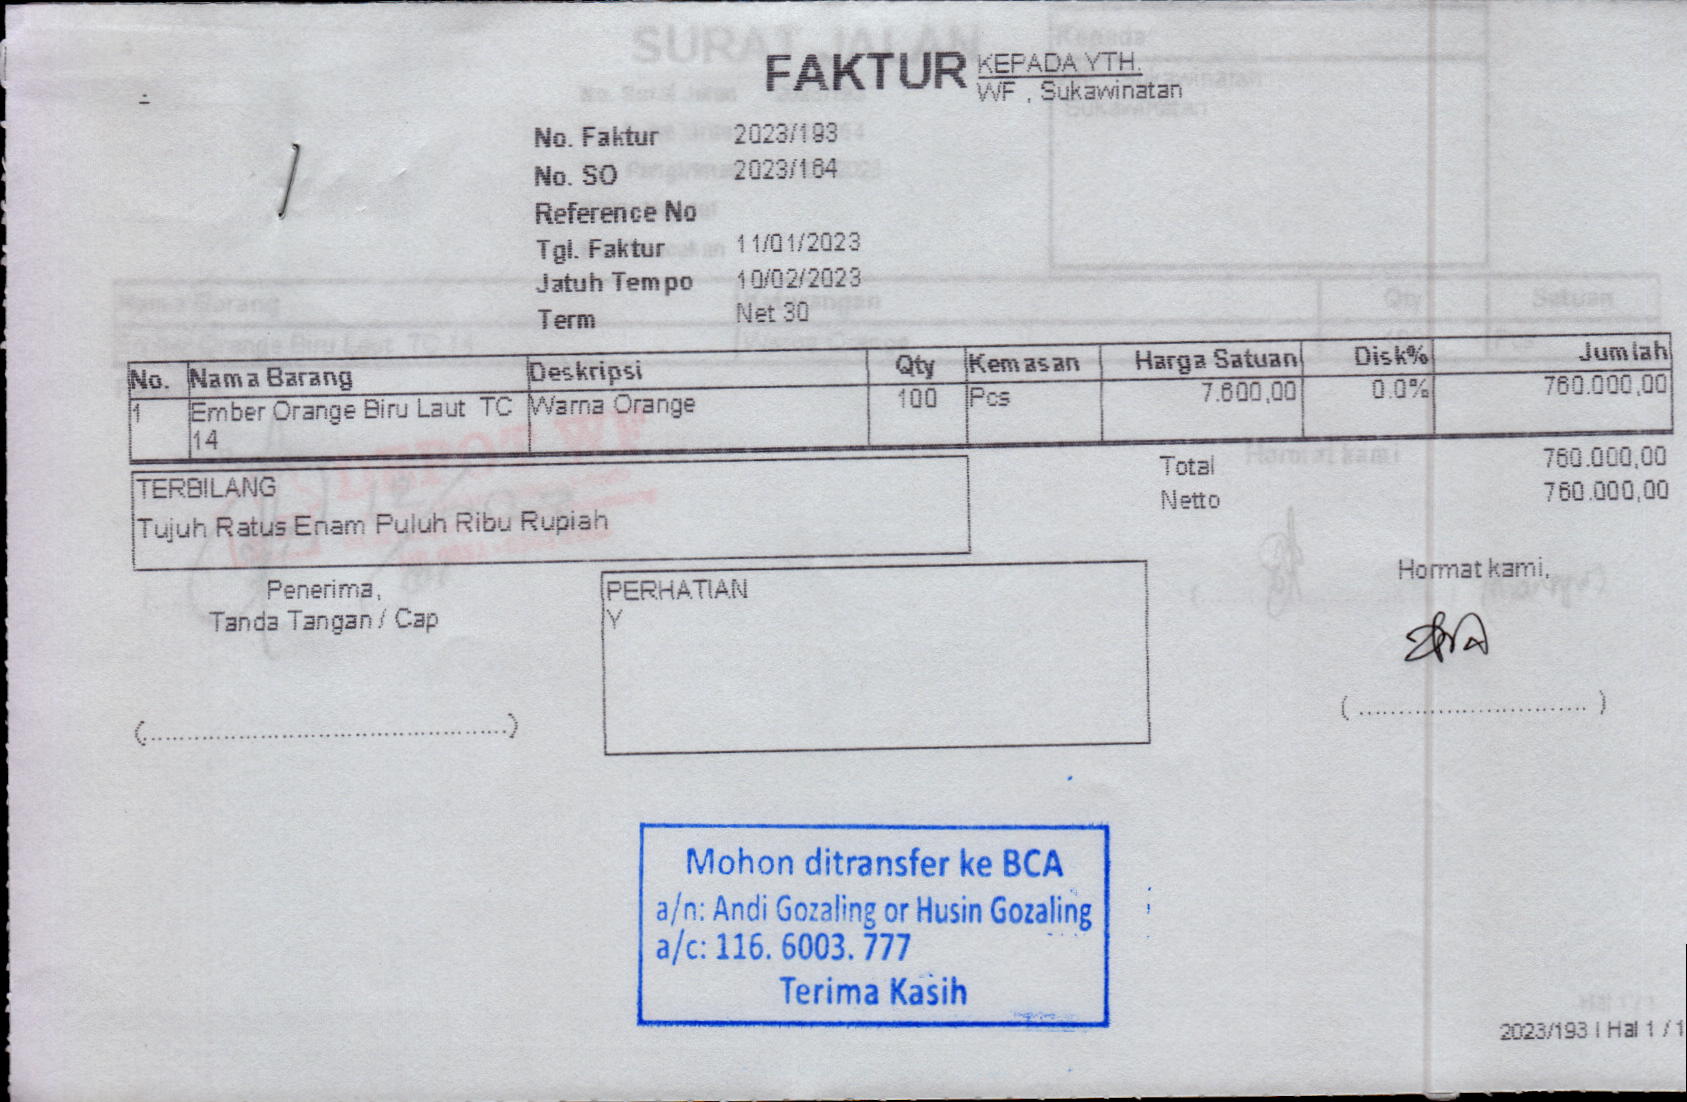 FAKTUR
KEPADA YTH.
WF , Sukawinatan
No. Faktur 2023/193
No. SO 2023/164
Reference No
Tgl. Faktur 11/01/2023
Jatuh Tempo 10/02/2023
Term Net 30
No. Nama Barang Deskripsi Qty Kemasan Harga Satuan Disk% Jumlah
1 Ember Orange Biru Laut TC Warna Orange 100 Pcs 7.600,00 0.0% 760.000,00
14
Total 760.000,00
Netto 760.000,00
TERBILANG
Tujuh Ratus Enam Puluh Ribu Rupiah
Penerima,
Tanda Tangan / Cap
(................................................)
PERHATIAN
Y
Hormat kami,
( ............................. )
Mohon ditransfer ke BCA
a/n: Andi Gozaling or Husin Gozaling
a/c: 116. 6003. 777
Terima Kasih
2023/193 | Hal 1 / 1